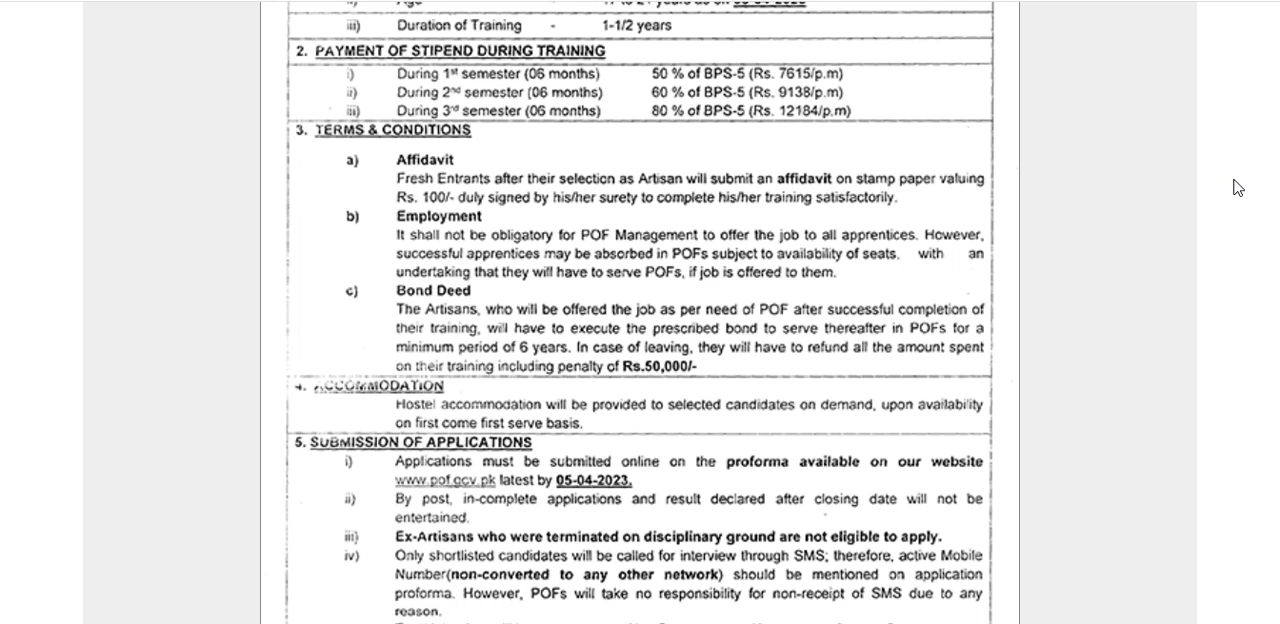 iii) Duration of Training - 1-1/2 years
2. PAYMENT OF STIPEND DURING TRAINING
i) During 1st semester (06 months) 50 % of BPS-5 (Rs. 7615/p.m)
ii) During 2nd semester (06 months) 60 % of BPS-5 (Rs. 9138/p.m)
iii) During 3rd semester (06 months) 80 % of BPS-5 (Rs. 12184/p.m)
3. TERMS & CONDITIONS
a) Affidavit
Fresh Entrants after their selection as Artisan will submit an affidavit on stamp paper valuing
Rs. 100/- duly signed by his/her surety to complete his/her training satisfactorily.
b) Employment
It shall not be obligatory for POF Management to offer the job to all apprentices. However,
successful apprentices may be absorbed in POFs subject to availability of seats, with an
undertaking that they will have to serve POFs, if job is offered to them.
c) Bond Deed
The Artisans, who will be offered the job as per need of POF after successful completion of
their training, will have to execute the prescribed bond to serve thereafter in POFs for a
minimum period of 6 years. In case of leaving, they will have to refund all the amount spent
on their training including penalty of Rs.50,000/-
4. ACCOMMODATION
Hostel accommodation will be provided to selected candidates on demand, upon availability
on first come first serve basis.
5. SUBMISSION OF APPLICATIONS
i) Applications must be submitted online on the proforma available on our website
www.pof.gov.pk latest by 05-04-2023.
ii) By post, in-complete applications and result declared after closing date will not be
entertained.
iii) Ex-Artisans who were terminated on disciplinary ground are not eligible to apply.
iv) Only shortlisted candidates will be called for interview through SMS; therefore, active Mobile
Number(non-converted to any other network) should be mentioned on application
proforma. However, POFs will take no responsibility for non-receipt of SMS due to any
reason.